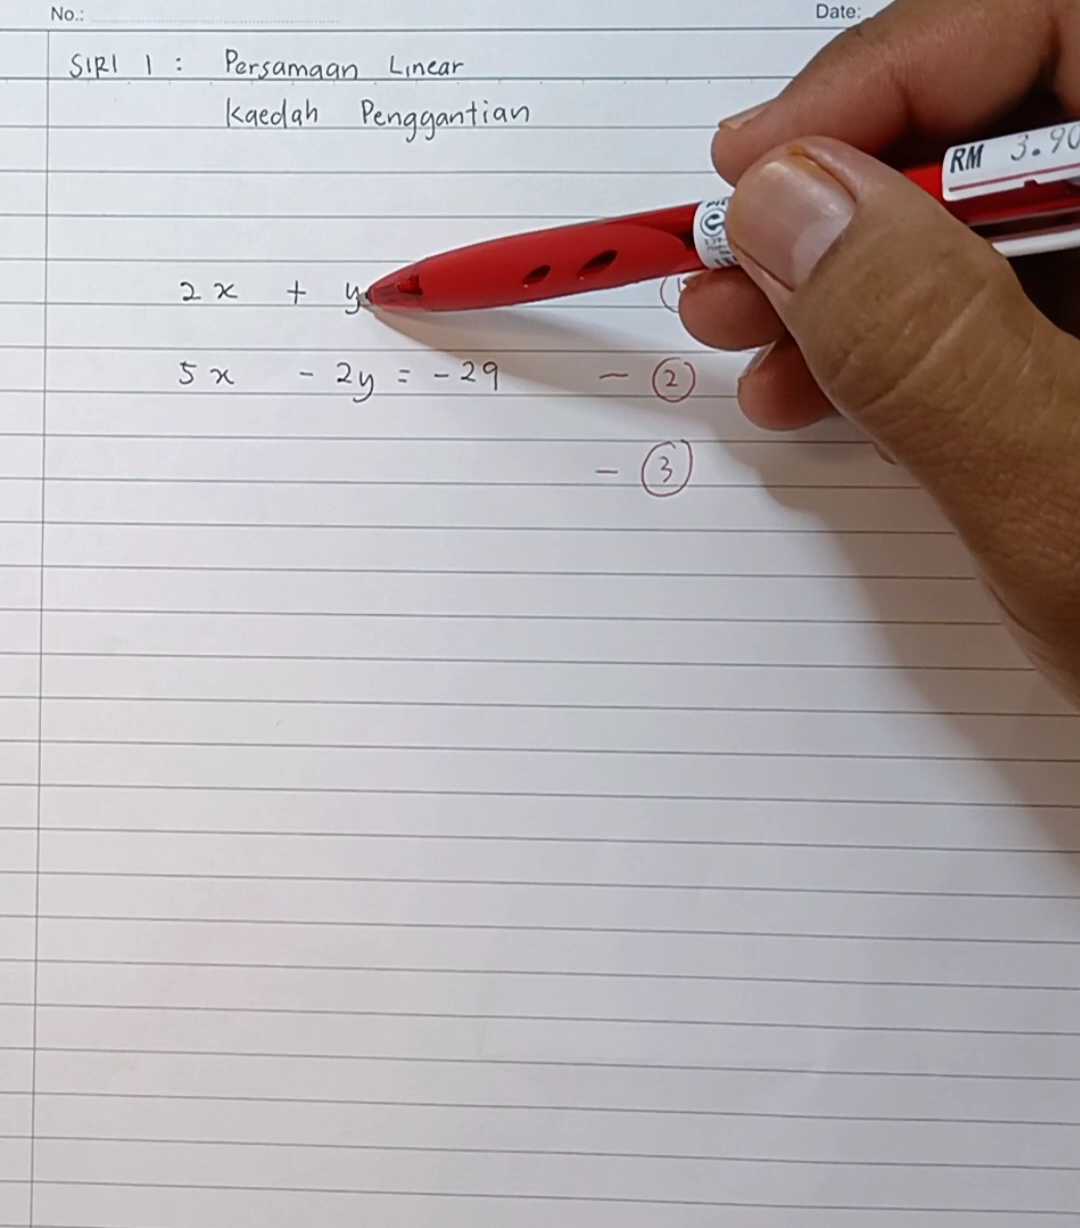 No.:
Date:
SIRI 1 : Persamaan Linear
Kaedah Penggantian
RM 3.90
2x + y
5x - 2y = -29 - ②
- ③